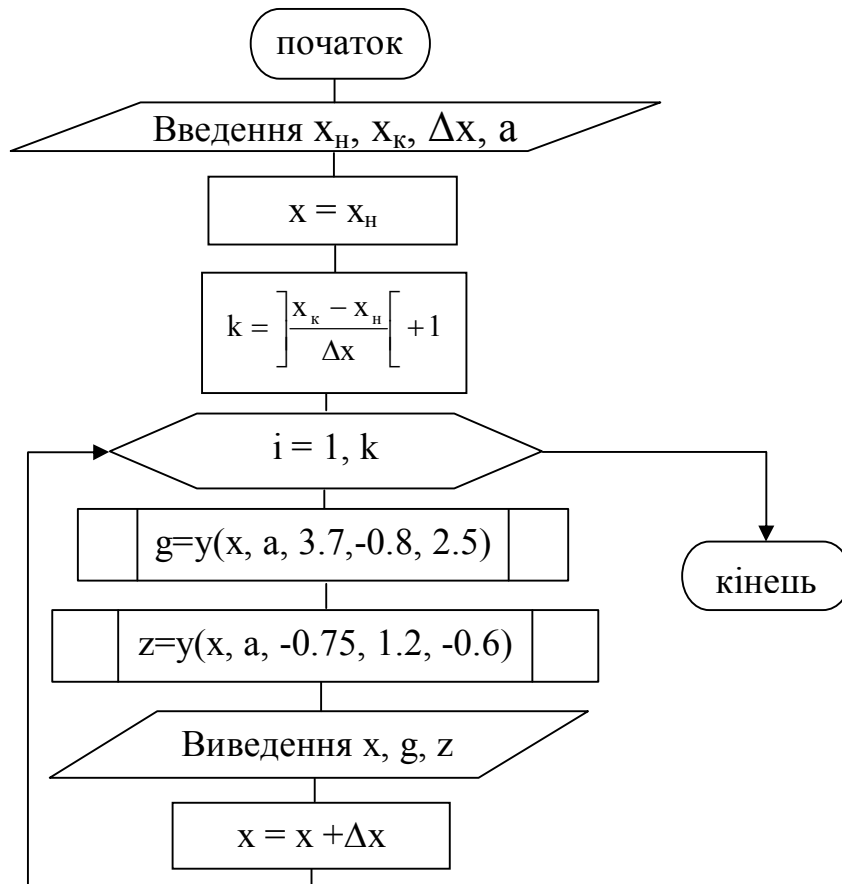 початок
Введення xн, xк, Δx, a
x = xн
k = ]xк − xн / Δx[ + 1
i = 1, k
g=y(x, a, 3.7,-0.8, 2.5)
z=y(x, a, -0.75, 1.2, -0.6)
кінець
Виведення x, g, z
x = x +Δx